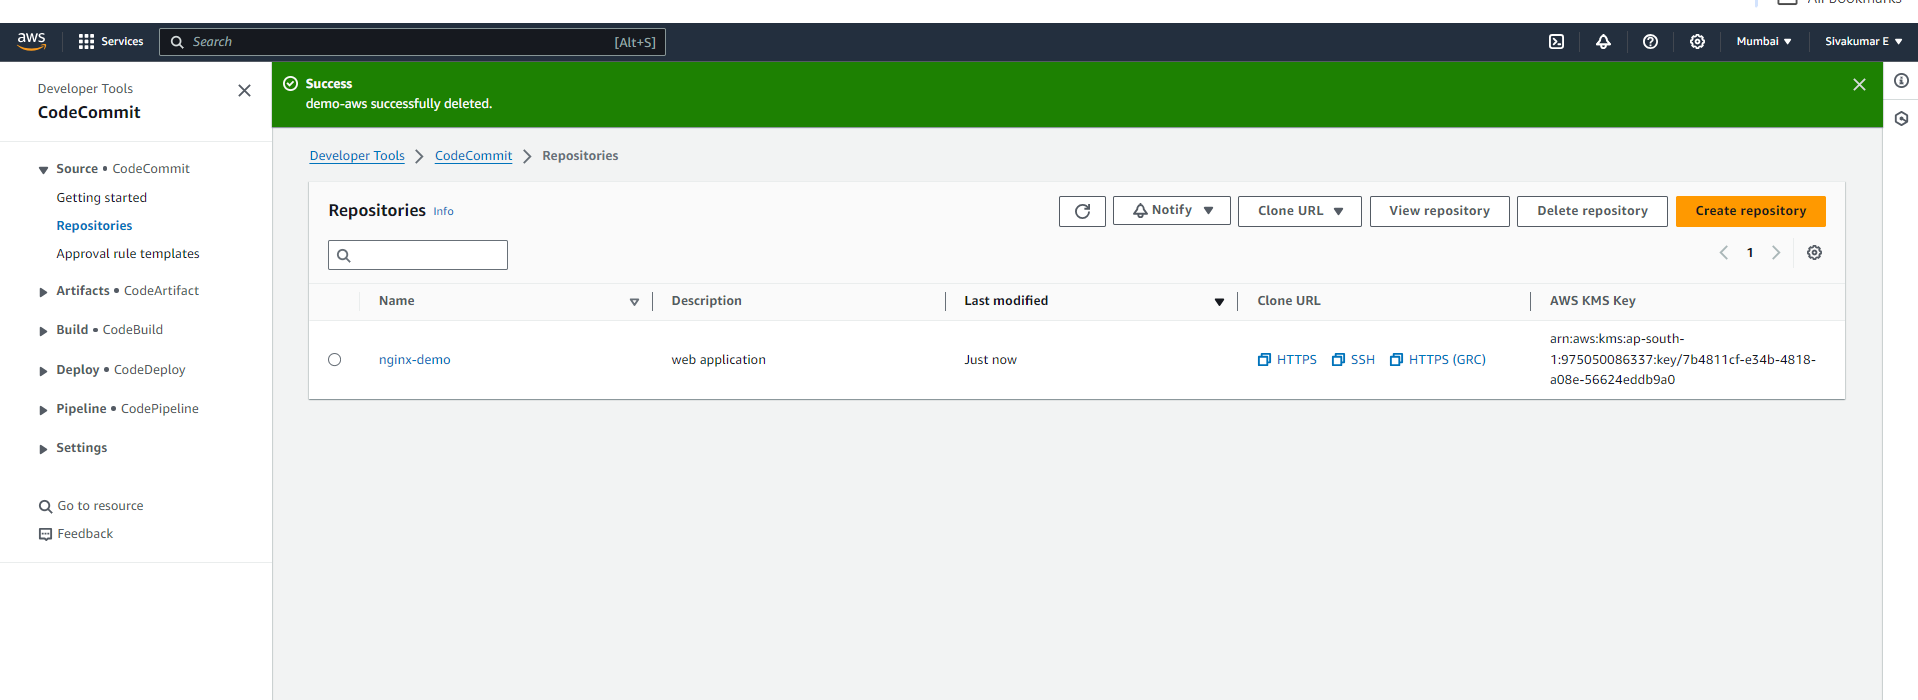 All Bookmarks
aws
Services
Search
[Alt+S]
Mumbai
Sivakumar E
Developer Tools
CodeCommit
Source • CodeCommit
Getting started
Repositories
Approval rule templates
Artifacts • CodeArtifact
Build • CodeBuild
Deploy • CodeDeploy
Pipeline • CodePipeline
Settings
Go to resource
Feedback
Success
demo-aws successfully deleted.
Developer Tools
CodeCommit
Repositories
Repositories Info
Notify
Clone URL
View repository
Delete repository
Create repository
1
Name
Description
Last modified
Clone URL
AWS KMS Key
nginx-demo
web application
Just now
HTTPS
SSH
HTTPS (GRC)
arn:aws:kms:ap-south-
1:975050086337:key/7b4811cf-e34b-4818-
a08e-56624eddb9a0